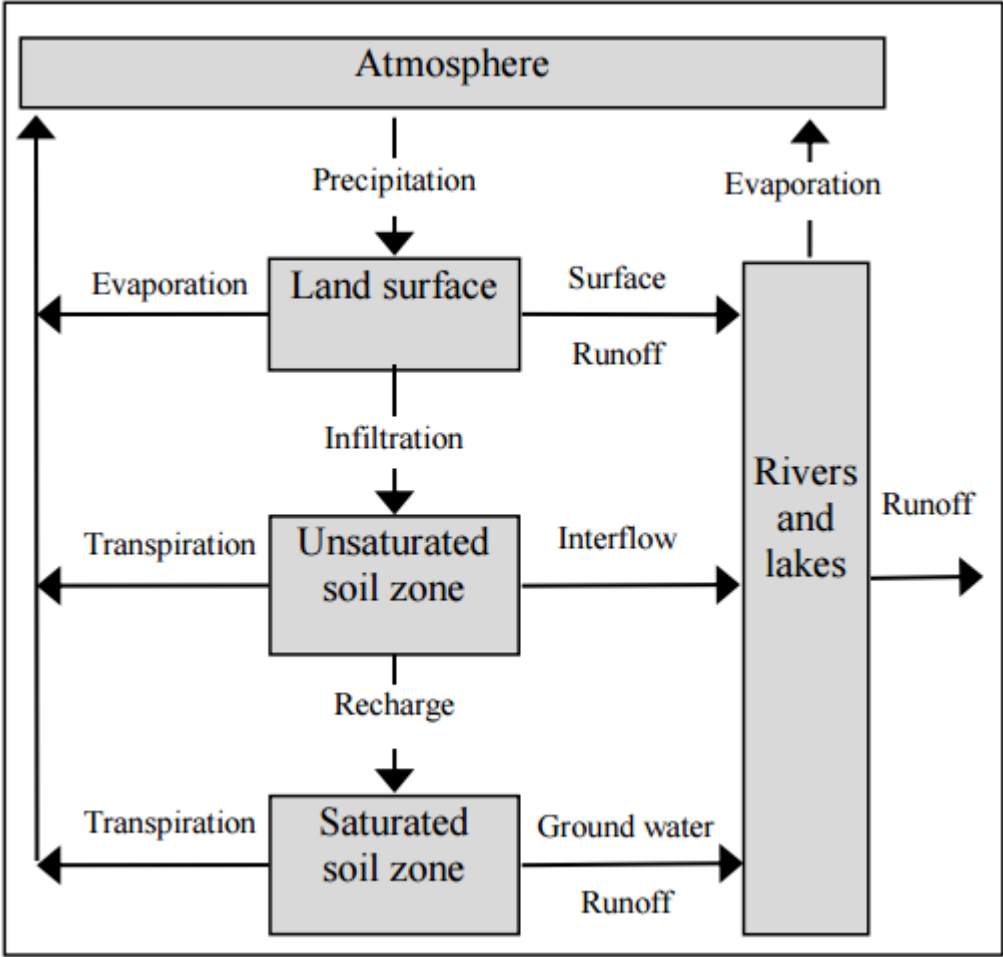 Atmosphere
Precipitation
Evaporation
Evaporation
Land surface
Surface
Runoff
Infiltration
Transpiration
Unsaturated
soil zone
Interflow
Rivers
and
lakes
Runoff
Recharge
Transpiration
Saturated
soil zone
Ground water
Runoff